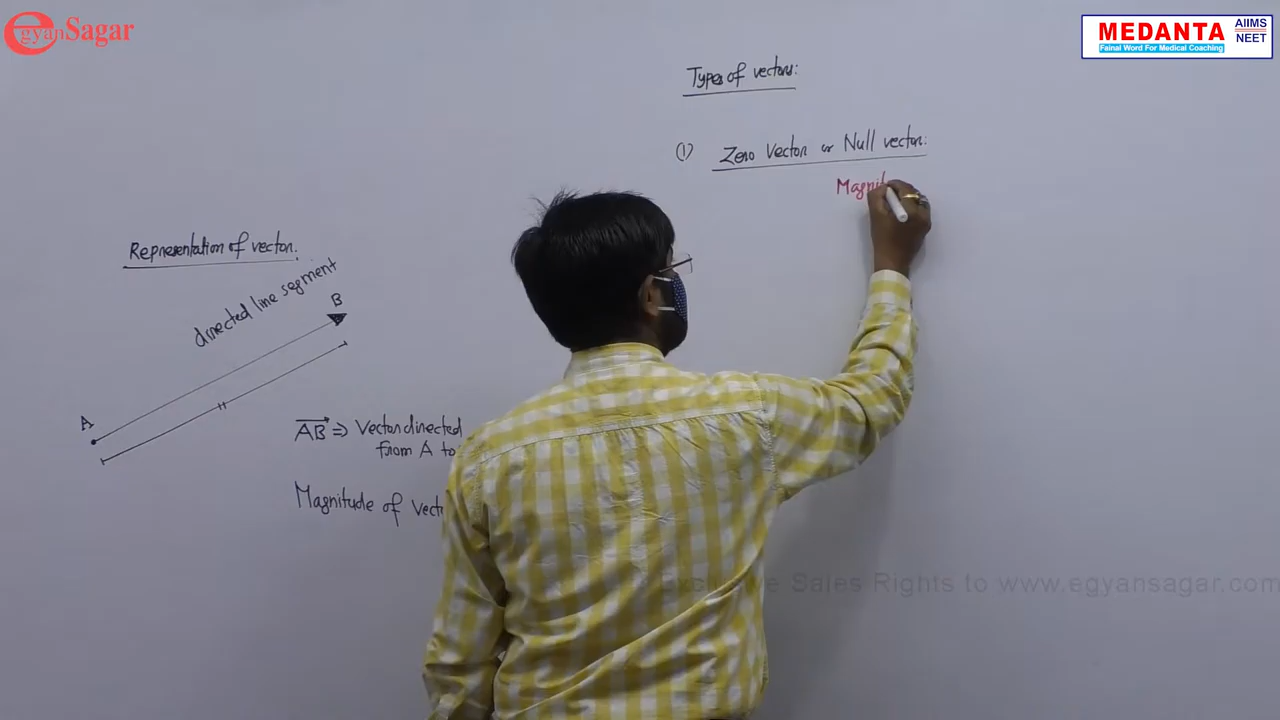 egyanSagar
MEDANTA
Fainal Word For Medical Coaching
AIIMS
NEET
Types of vectors:
① Zero Vector or Null vector:
Magnit
Representation of vector.
directed line segment
B
A
AB ⇒ Vector directed
from A to
Magnitude of vect
Exclusive Sales Rights to www.egyansagar.com